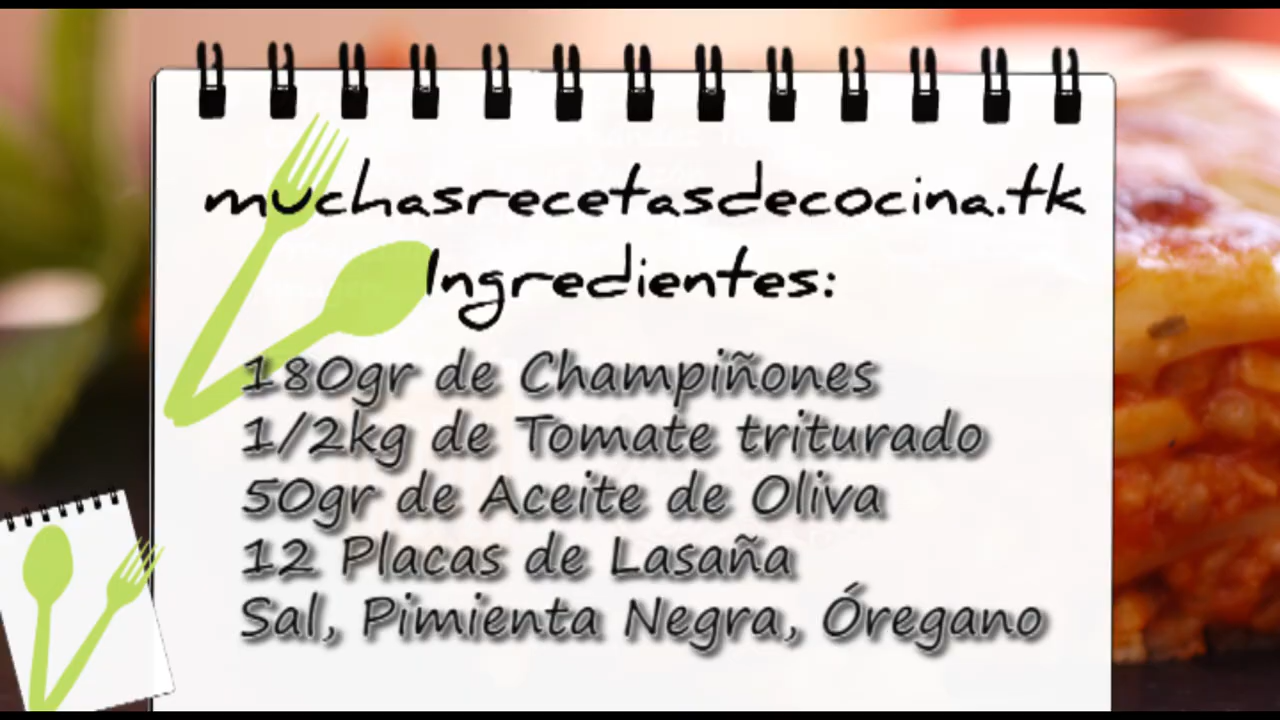 muchasrecetasdecocina.tk
Ingredientes:
180gr de Champiñones
1/2kg de Tomate triturado
50gr de Aceite de Oliva
12 Placas de Lasaña
Sal, Pimienta Negra, Óregano